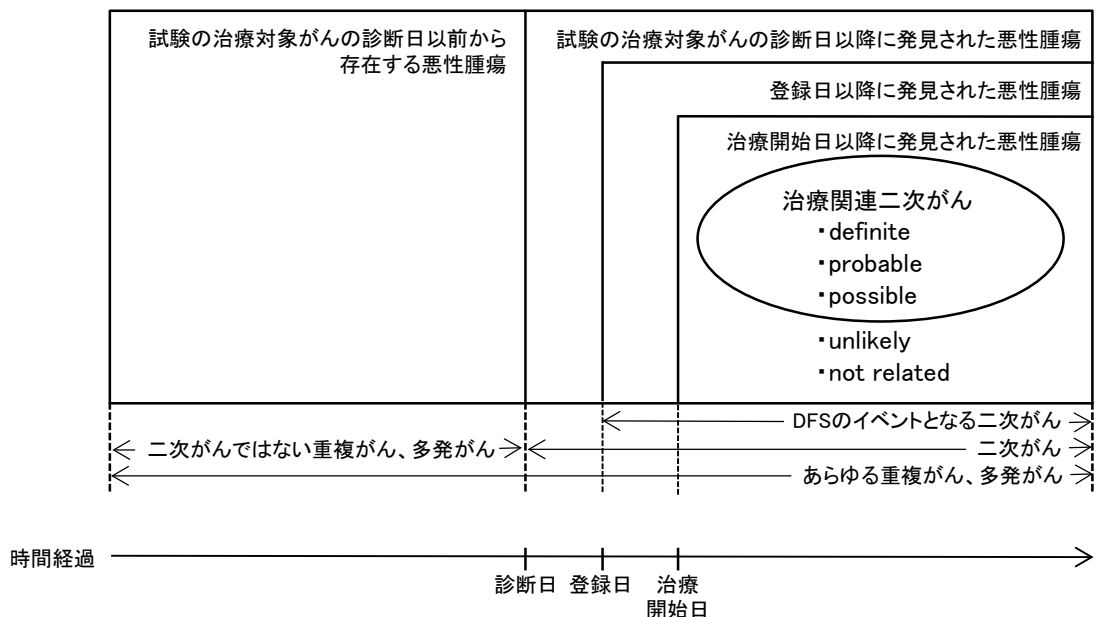 試験の治療対象がんの診断日以前から
存在する悪性腫瘍
試験の治療対象がんの診断日以降に発見された悪性腫瘍
登録日以降に発見された悪性腫瘍
治療開始日以降に発見された悪性腫瘍
治療関連二次がん
・definite
・probable
・possible
・unlikely
・not related
DFSのイベントとなる二次がん
二次がんではない重複がん、多発がん
二次がん
あらゆる重複がん、多発がん
時間経過
診断日
登録日
治療
開始日